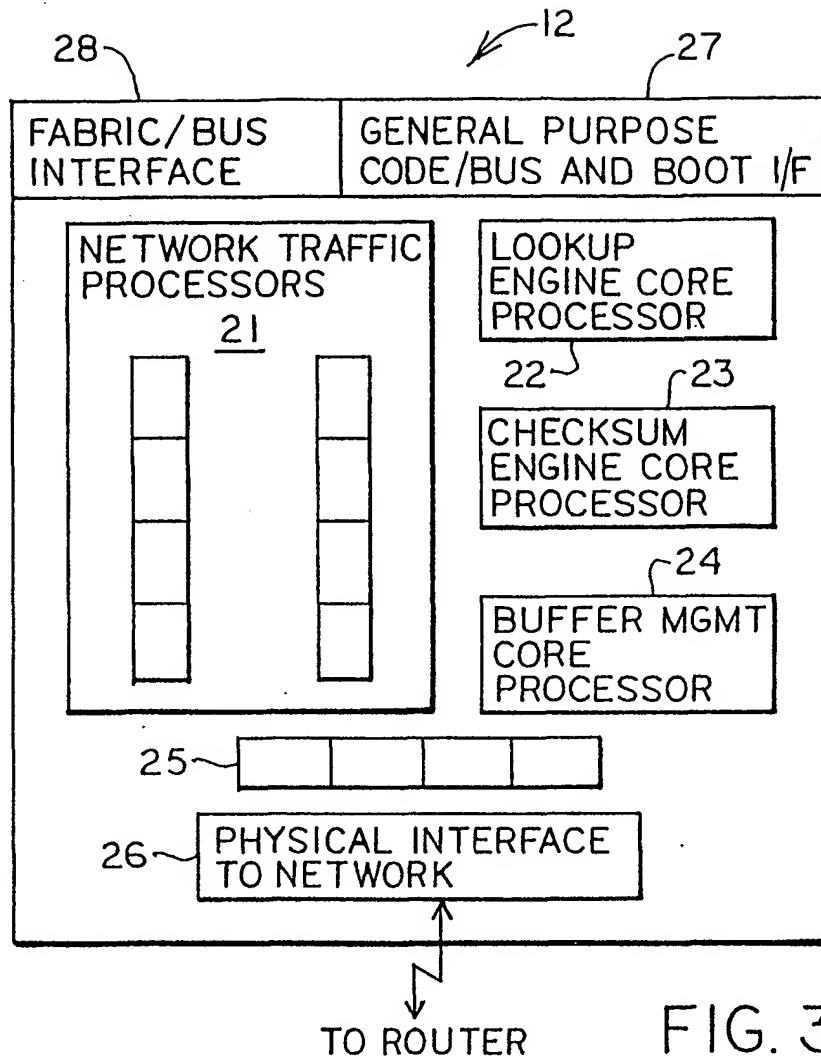 12
28
27
FABRIC/BUS
INTERFACE
GENERAL PURPOSE
CODE/BUS AND BOOT I/F
NETWORK TRAFFIC
PROCESSORS
21
LOOKUP
ENGINE CORE
PROCESSOR
22
23
CHECKSUM
ENGINE CORE
PROCESSOR
24
BUFFER MGMT
CORE
PROCESSOR
25
26
PHYSICAL INTERFACE
TO NETWORK
TO ROUTER
FIG. 3